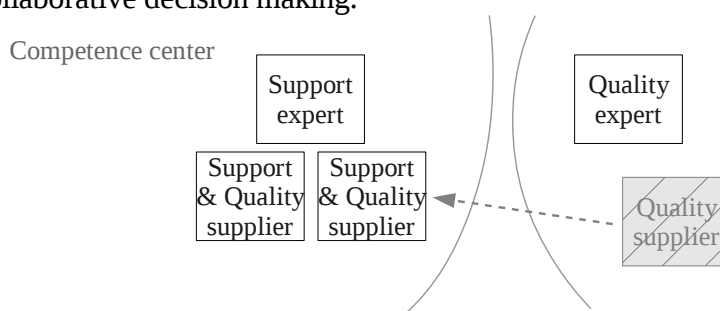 ollaborative decision making.
Competence center
Support
expert
Quality
expert
Support
& Quality
supplier
Support
& Quality
supplier
Quality
supplier